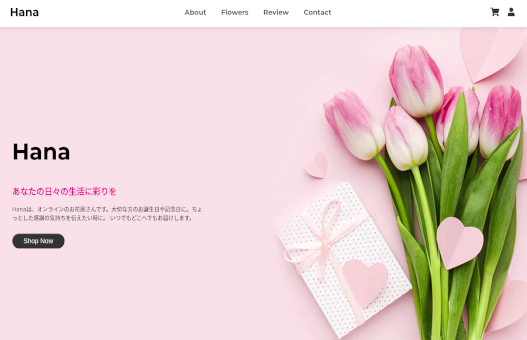 Hana
About Flowers Review Contact
Hana
あなたの日々の生活に彩りを
Hanaは、オンラインのお花屋さんです。大切な方のお誕生日や記念日に。ちょ
っとした感謝の気持ちを伝えたい時に。 いつでもどこへでもお届けします。
Shop Now